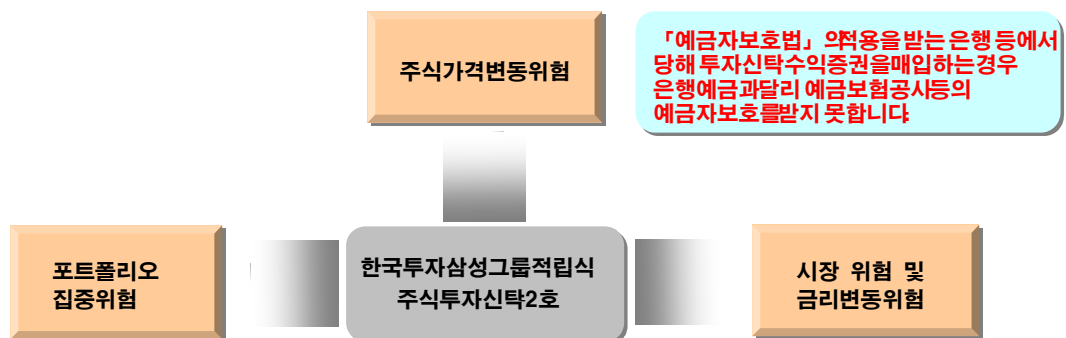 주식가격변동위험
「예금자보호법」의적용을 받는 은행 등에서
당해 투자신탁수익증권을매입하는경우
은행예금과달리 예금보험공사등의
예금자보호를받지 못합니다
포트폴리오
집중위험
한국투자삼성그룹적립식
주식투자신탁2호
시장 위험 및
금리변동위험